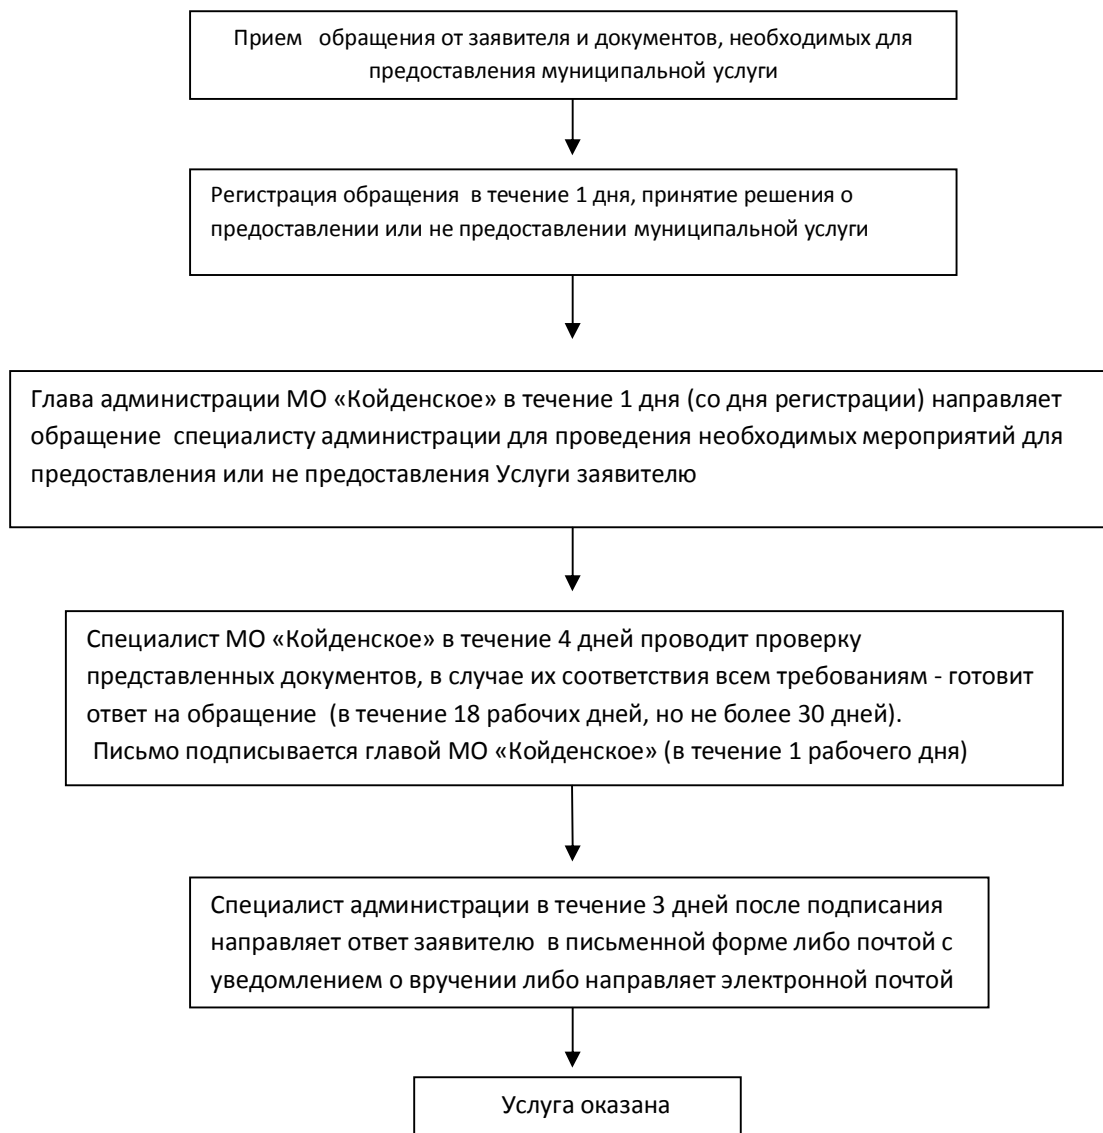 Прием обращения от заявителя и документов, необходимых для
предоставления муниципальной услуги
Регистрация обращения в течение 1 дня, принятие решения о
предоставлении или не предоставлении муниципальной услуги
Глава администрации МО «Койденское» в течение 1 дня (со дня регистрации) направляет
обращение специалисту администрации для проведения необходимых мероприятий для
предоставления или не предоставления Услуги заявителю
Специалист МО «Койденское» в течение 4 дней проводит проверку
представленных документов, в случае их соответствия всем требованиям - готовит
ответ на обращение (в течение 18 рабочих дней, но не более 30 дней).
Письмо подписывается главой МО «Койденское» (в течение 1 рабочего дня)
Специалист администрации в течение 3 дней после подписания
направляет ответ заявителю в письменной форме либо почтой с
уведомлением о вручении либо направляет электронной почтой
Услуга оказана